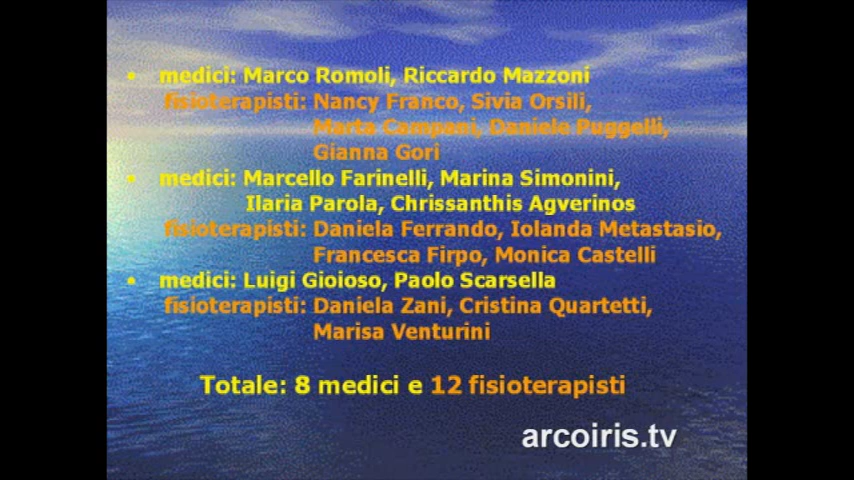 • medici: Marco Romoli, Riccardo Mazzoni
fisioterapisti: Nancy Franco, Sivia Orsili,
Marta Campani, Daniele Puggelli,
Gianna Gori
• medici: Marcello Farinelli, Marina Simonini,
Ilaria Parola, Chrissanthis Agverinos
fisioterapisti: Daniela Ferrando, Iolanda Metastasio,
Francesca Firpo, Monica Castelli
• medici: Luigi Gioioso, Paolo Scarsella
fisioterapisti: Daniela Zani, Cristina Quartetti,
Marisa Venturini
Totale: 8 medici e 12 fisioterapisti
arcoiris.tv